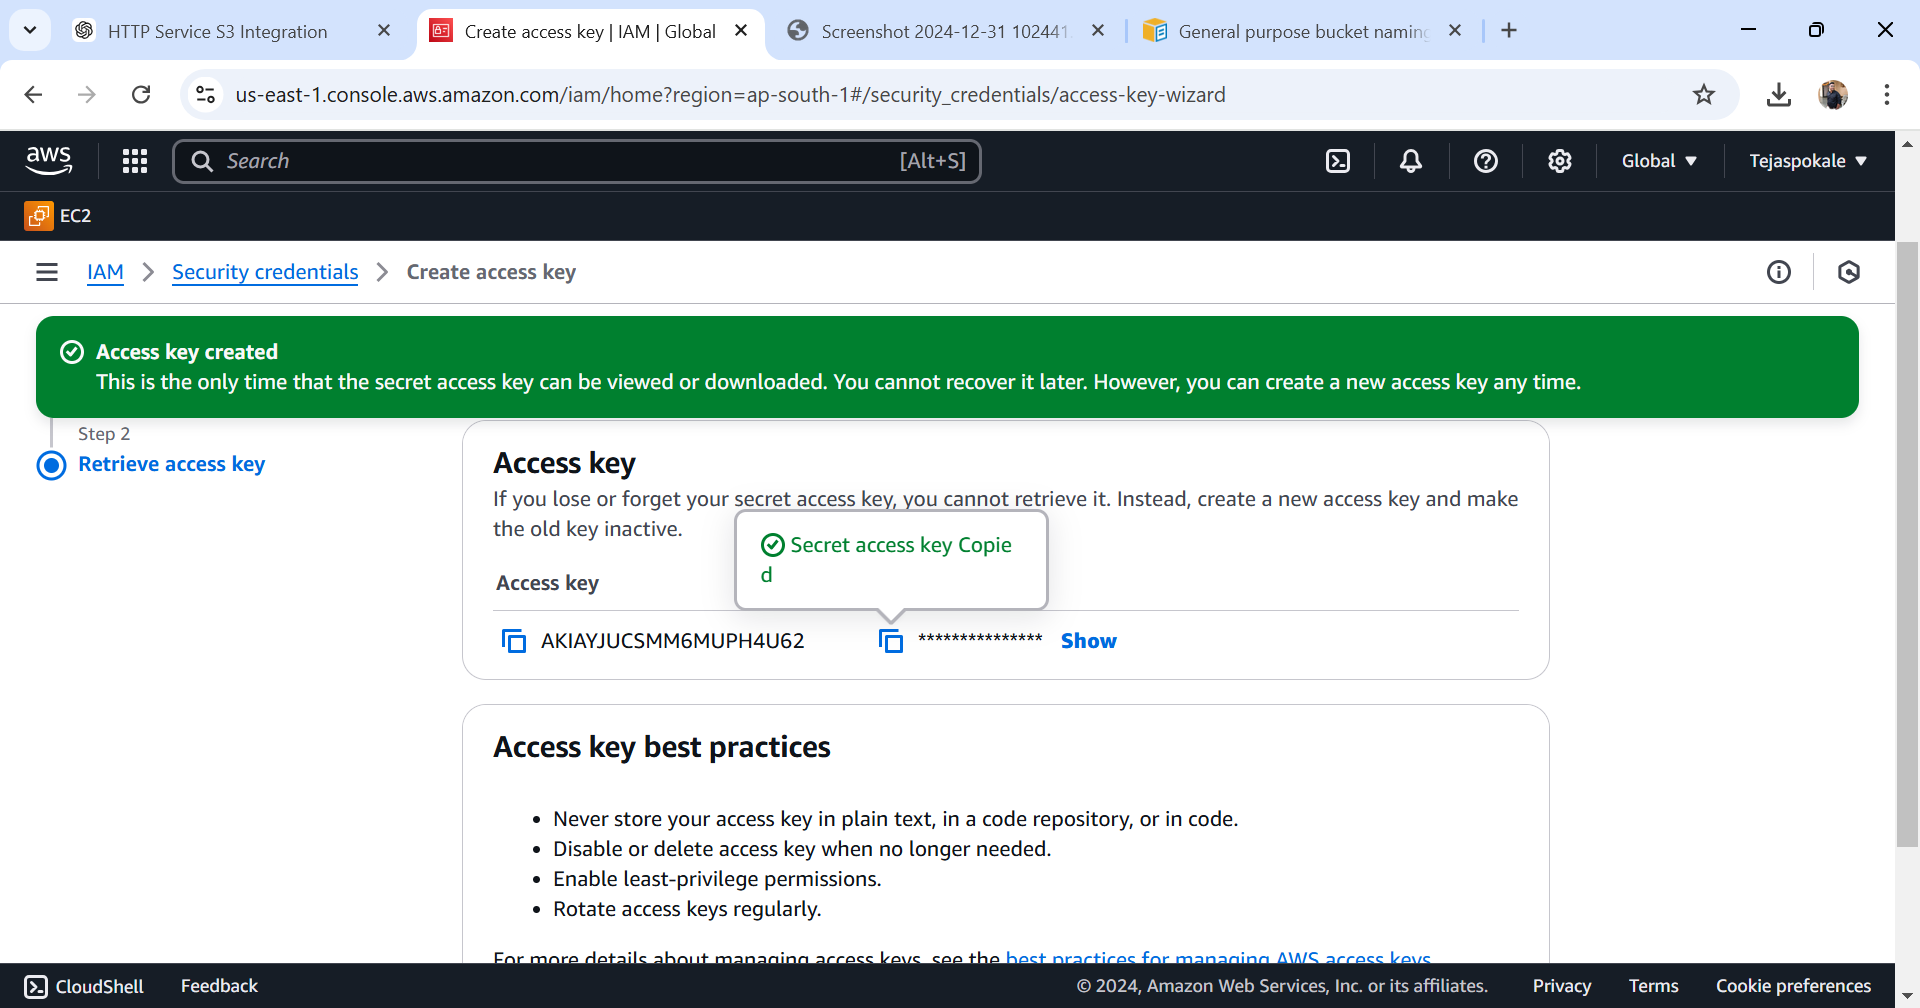 HTTP Service S3 Integration
Create access key | IAM | Global
Screenshot 2024-12-31 102441
General purpose bucket naming
us-east-1.console.aws.amazon.com/iam/home?region=ap-south-1#/security_credentials/access-key-wizard
aws
Search
[Alt+S]
Global
Tejaspokale
EC2
IAM
Security credentials
Create access key
Access key created
This is the only time that the secret access key can be viewed or downloaded. You cannot recover it later. However, you can create a new access key any time.
Step 2
Retrieve access key
Access key
If you lose or forget your secret access key, you cannot retrieve it. Instead, create a new access key and make
the old key inactive.
Secret access key Copie
d
Access key
AKIAYJUCSMM6MUPH4U62
*************** Show
Access key best practices
• Never store your access key in plain text, in a code repository, or in code.
• Disable or delete access key when no longer needed.
• Enable least-privilege permissions.
• Rotate access keys regularly.
For more details about managing access keys, see the best practices for managing AWS access keys.
CloudShell
Feedback
© 2024, Amazon Web Services, Inc. or its affiliates.
Privacy
Terms
Cookie preferences